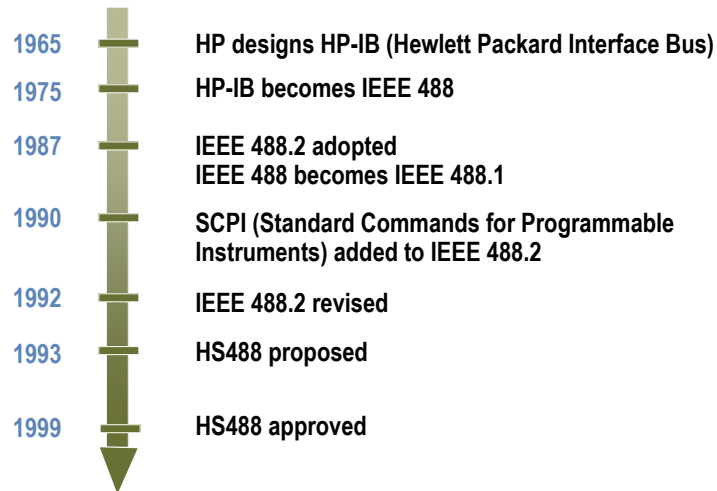 1965 HP designs HP-IB (Hewlett Packard Interface Bus)
1975 HP-IB becomes IEEE 488
1987 IEEE 488.2 adopted
IEEE 488 becomes IEEE 488.1
1990 SCPI (Standard Commands for Programmable
Instruments) added to IEEE 488.2
1992 IEEE 488.2 revised
1993 HS488 proposed
1999 HS488 approved